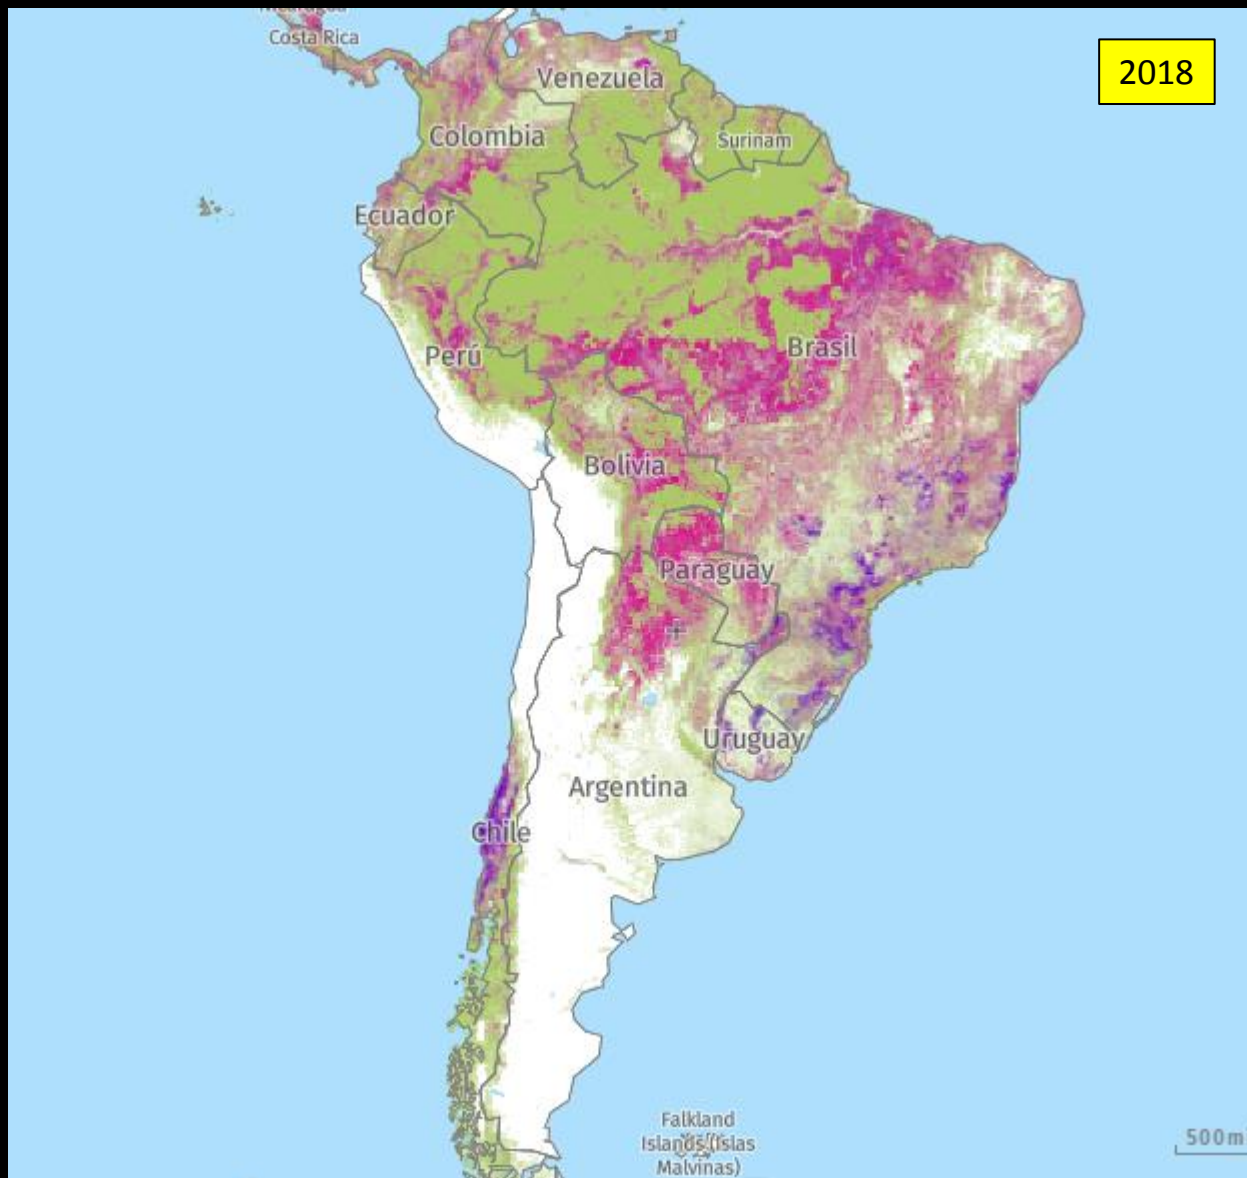 Nicaragua
Costa Rica
2018
Venezuela
Colombia
Surinam
Ecuador
Brasil
Perú
Bolivia
Paraguay
Uruguay
Argentina
Chile
Falkland
Islands (Islas
Malvinas)
500m